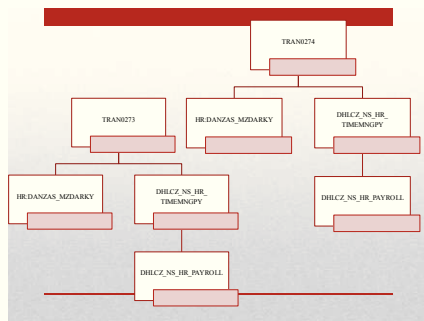 TRAN0274
HR:DANZAS_MZDARKY
DHLCZ_NS_HR_
TIMEMNGPY
DHLCZ_NS_HR_PAYROLL
TRAN0273
HR:DANZAS_MZDARKY
DHLCZ_NS_HR_
TIMEMNGPY
DHLCZ_NS_HR_PAYROLL